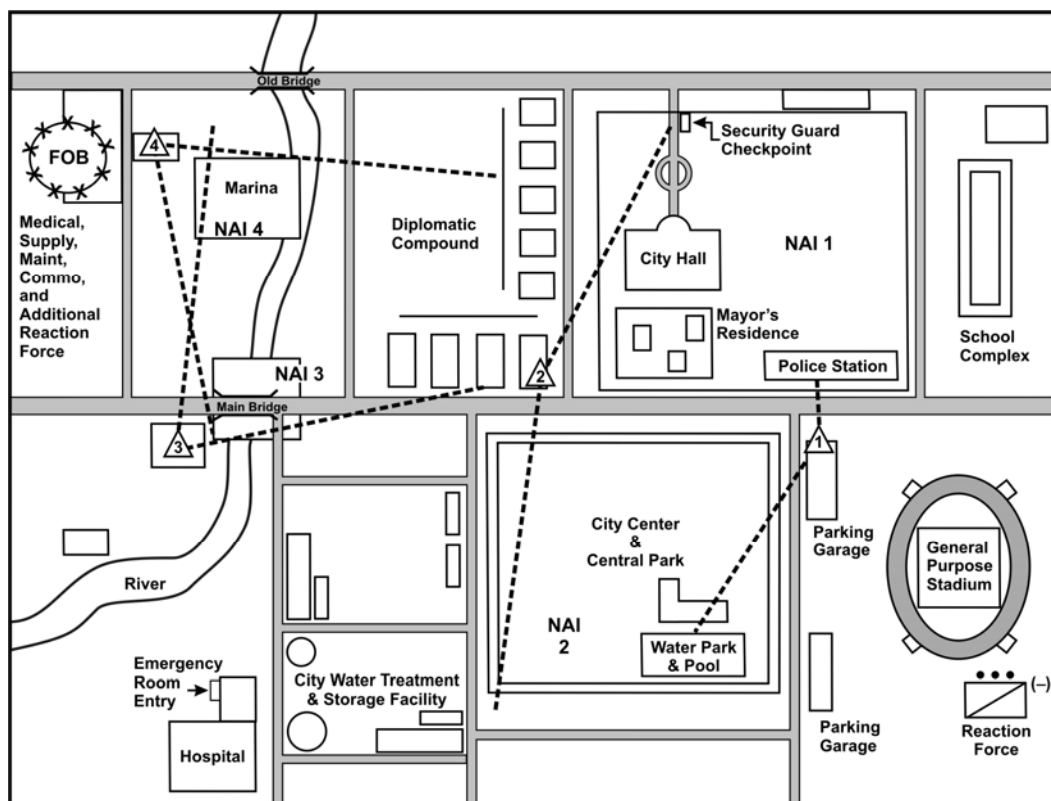 Old Bridge
FOB
4
Medical,
Supply,
Maint,
Commo,
and
Additional
Reaction
Force
Marina
NAI 4
Diplomatic
Compound
Security Guard
Checkpoint
City Hall
NAI 1
Mayor's
Residence
Police Station
School
Complex
NAI 3
Main Bridge
2
3
1
City Center
&
Central Park
Parking
Garage
General
Purpose
Stadium
River
NAI
2
Water Park
& Pool
Emergency
Room
Entry
City Water Treatment
& Storage Facility
Hospital
Parking
Garage
(–)
Reaction
Force